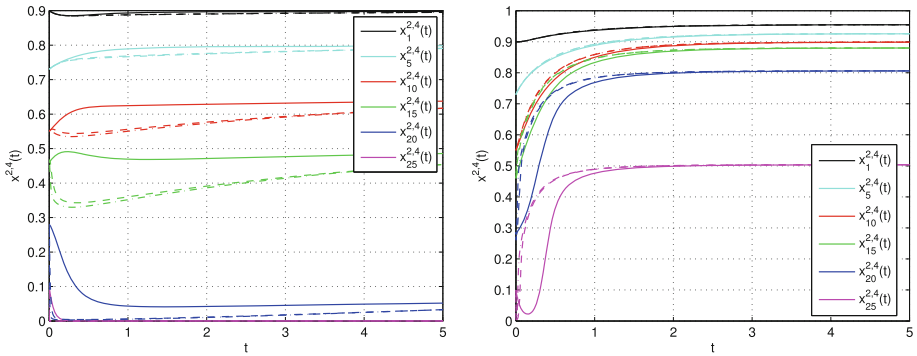 0.9
0.8
0.7
0.6
0.5
0.4
0.3
0.2
0.1
0
x^{2,4}(t)
0 1 2 3 4 5
t
x_1^{2,4}(t)
x_5^{2,4}(t)
x_{10}^{2,4}(t)
x_{15}^{2,4}(t)
x_{20}^{2,4}(t)
x_{25}^{2,4}(t)
1
0.9
0.8
0.7
0.6
0.5
0.4
0.3
0.2
0.1
0
x^{2,4}(t)
0 1 2 3 4 5
t
x_1^{2,4}(t)
x_5^{2,4}(t)
x_{10}^{2,4}(t)
x_{15}^{2,4}(t)
x_{20}^{2,4}(t)
x_{25}^{2,4}(t)